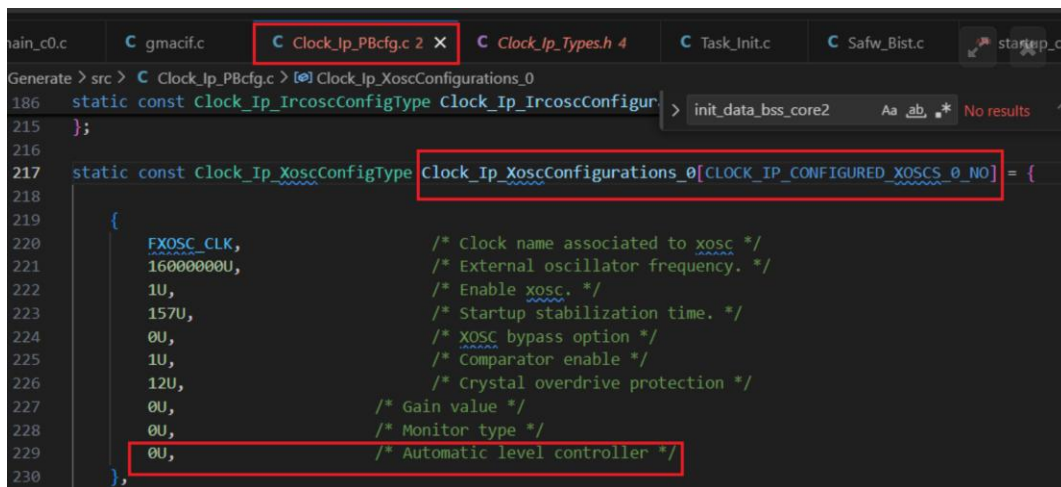 main_c0.c C gmacif.c C Clock_Ip_PBcfg.c 2 × C Clock_Ip_Types.h 4 C Task_Init.c C Safw_Bist.c startup_c
Generate > src > C Clock_Ip_PBcfg.c > Clock_Ip_XoscConfigurations_0
186 static const Clock_Ip_IrcoscConfigType Clock_Ip_IrcoscConfigur
> init_data_bss_core2 Aa ab, .* No results
215 };
216
217 static const Clock_Ip_XoscConfigType Clock_Ip_XoscConfigurations_0[CLOCK_IP_CONFIGURED_XOSCS_0_NO] = {
218
219 {
220 FXOSC_CLK, /* Clock name associated to xosc */
221 16000000U, /* External oscillator frequency. */
222 1U, /* Enable xosc. */
223 157U, /* Startup stabilization time. */
224 0U, /* XOSC bypass option */
225 1U, /* Comparator enable */
226 12U, /* Crystal overdrive protection */
227 0U, /* Gain value */
228 0U, /* Monitor type */
229 0U, /* Automatic level controller */
230 },